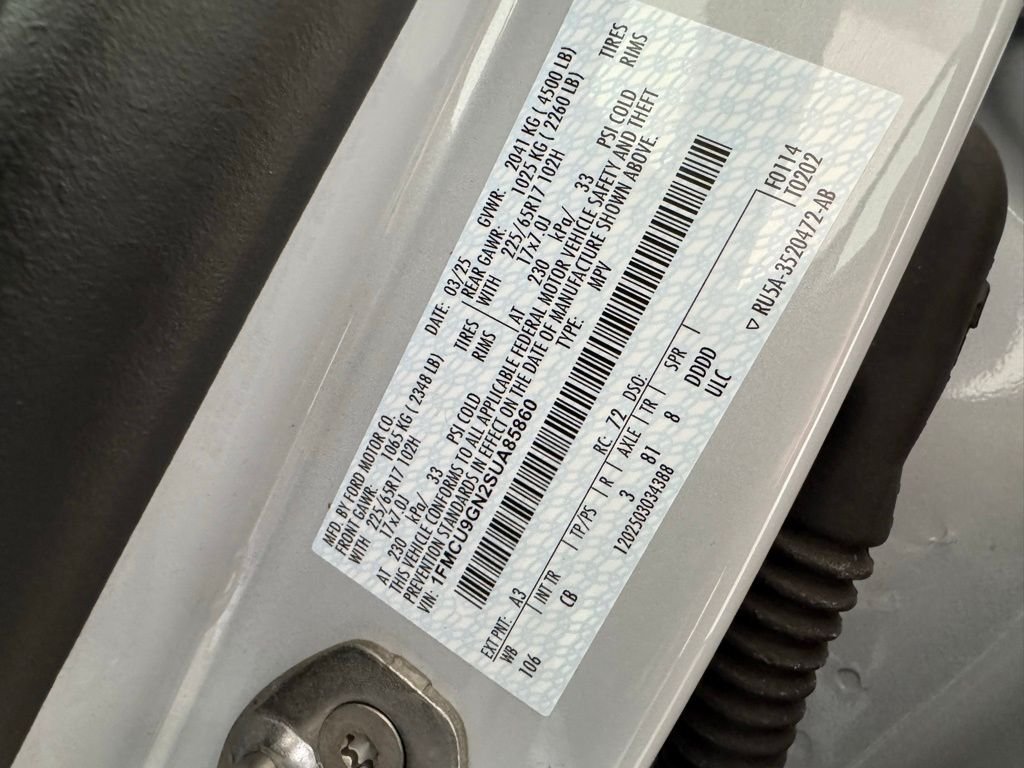 MFD. BY FORD MOTOR CO.
DATE: 03/25 GVWR: 2041 KG ( 4500 LB)
FRONT GAWR: 1065 KG ( 2348 LB) REAR GAWR: 1025 KG ( 2260 LB)
WITH 225/65R17 102H TIRES WITH 225/65R17 102H TIRES
17x7.0J RIMS 17x7.0J RIMS
AT 230 kPa/ 33 PSI COLD AT 230 kPa/ 33 PSI COLD
THIS VEHICLE CONFORMS TO ALL APPLICABLE FEDERAL MOTOR VEHICLE SAFETY AND THEFT
PREVENTION STANDARDS IN EFFECT ON THE DATE OF MANUFACTURE SHOWN ABOVE.
VIN: 1FMCU9GN2SUA85860 TYPE: MPV
EXT PNT: A3 RC: 72 DSO: F0114
WB INT TR TP/PS R AXLE TR SPR T0202
106 CB 3 81 8 DDDD
120250304388 ULC
▽ RU5A-3520472-AB